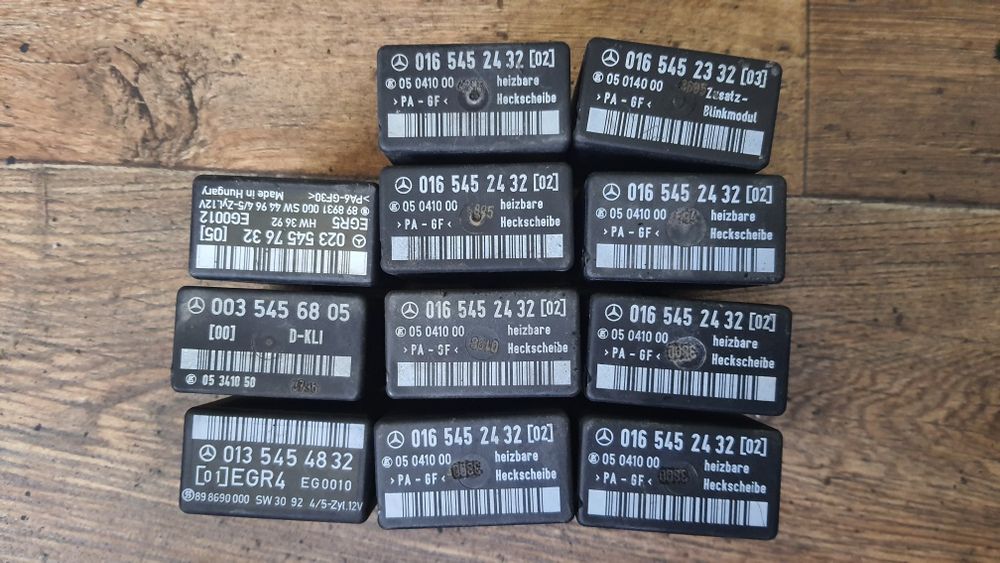 016 545 24 32 [02]
05 0410 00
heizbare
> PA - GF <
Heckscheibe
016 545 23 32 [03]
05 0140 00
Zusatz-
> PA - GF <
Blinkmodul
[05] 023 545 76 32
EGR5 EG0012
HW 36 92
89 8931 000 SW 44 96 4/5-Zyl.12V
>PA6-GF30<
Made in Hungary
016 545 24 32 [02]
05 0410 00
heizbare
> PA - GF <
Heckscheibe
016 545 24 32 [02]
05 0410 00
heizbare
> PA - GF <
Heckscheibe
003 545 68 05
[00] D-KLI
05 3410 50
016 545 24 32 [02]
05 0410 00
heizbare
> PA - GF <
Heckscheibe
016 545 24 32 [02]
05 0410 00
heizbare
> PA - GF <
Heckscheibe
013 545 48 32
[01]EGR4 EG0010
89 8690 000 SW 30 92 4/5-Zyl.12V
016 545 24 32 [02]
05 0410 00
heizbare
> PA - GF <
Heckscheibe
016 545 24 32 [02]
05 0410 00
heizbare
> PA - GF <
Heckscheibe